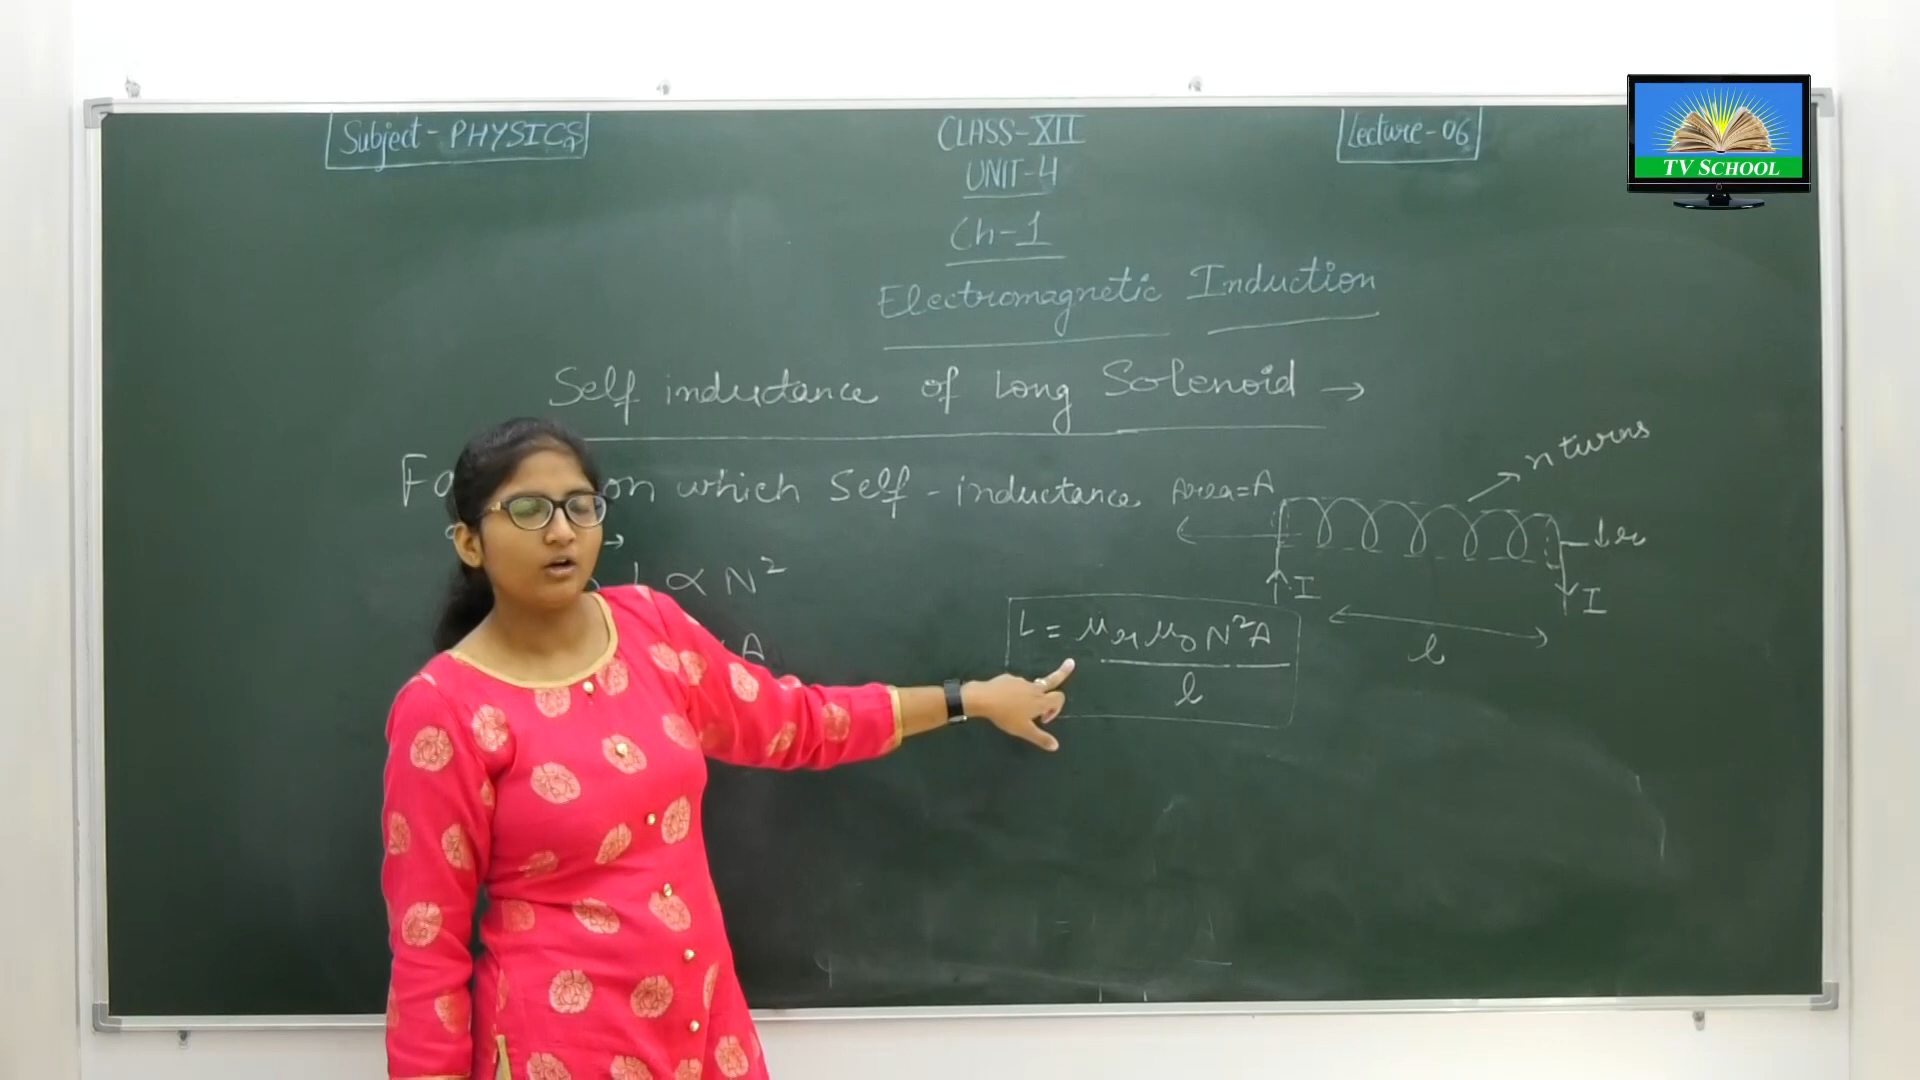 Subject - PHYSICS
CLASS-XII
Lecture-06
TV SCHOOL
UNIT-4
Ch-1
Electromagnetic Induction
Self inductance of Long Solenoid →
on which Self-inductance
→
L ∝ N²
A
Area=A
n turns
r
I
I
l
L = μr μ0 N²A
l